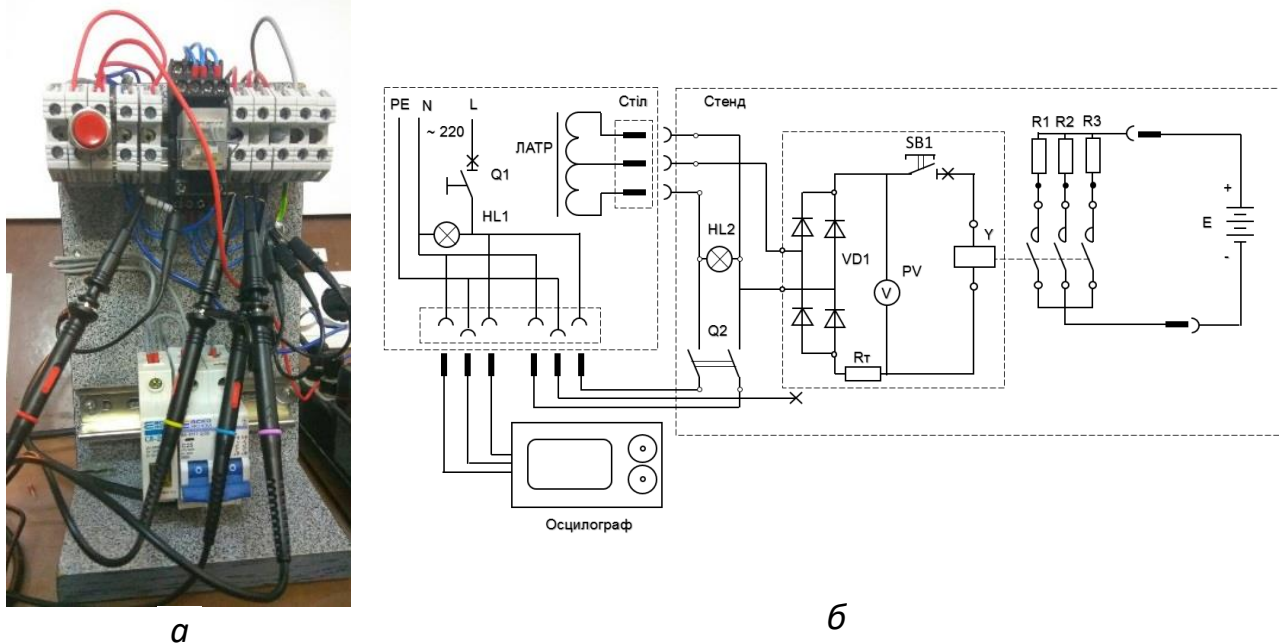 PE N L
~ 220
Q1
HL1
ЛАТР
Стіл
Стенд
SB1
R1 R2 R3
HL2
VD1
PV
V
Y
+
E
-
Q2
Rт
Осцилограф
а
б